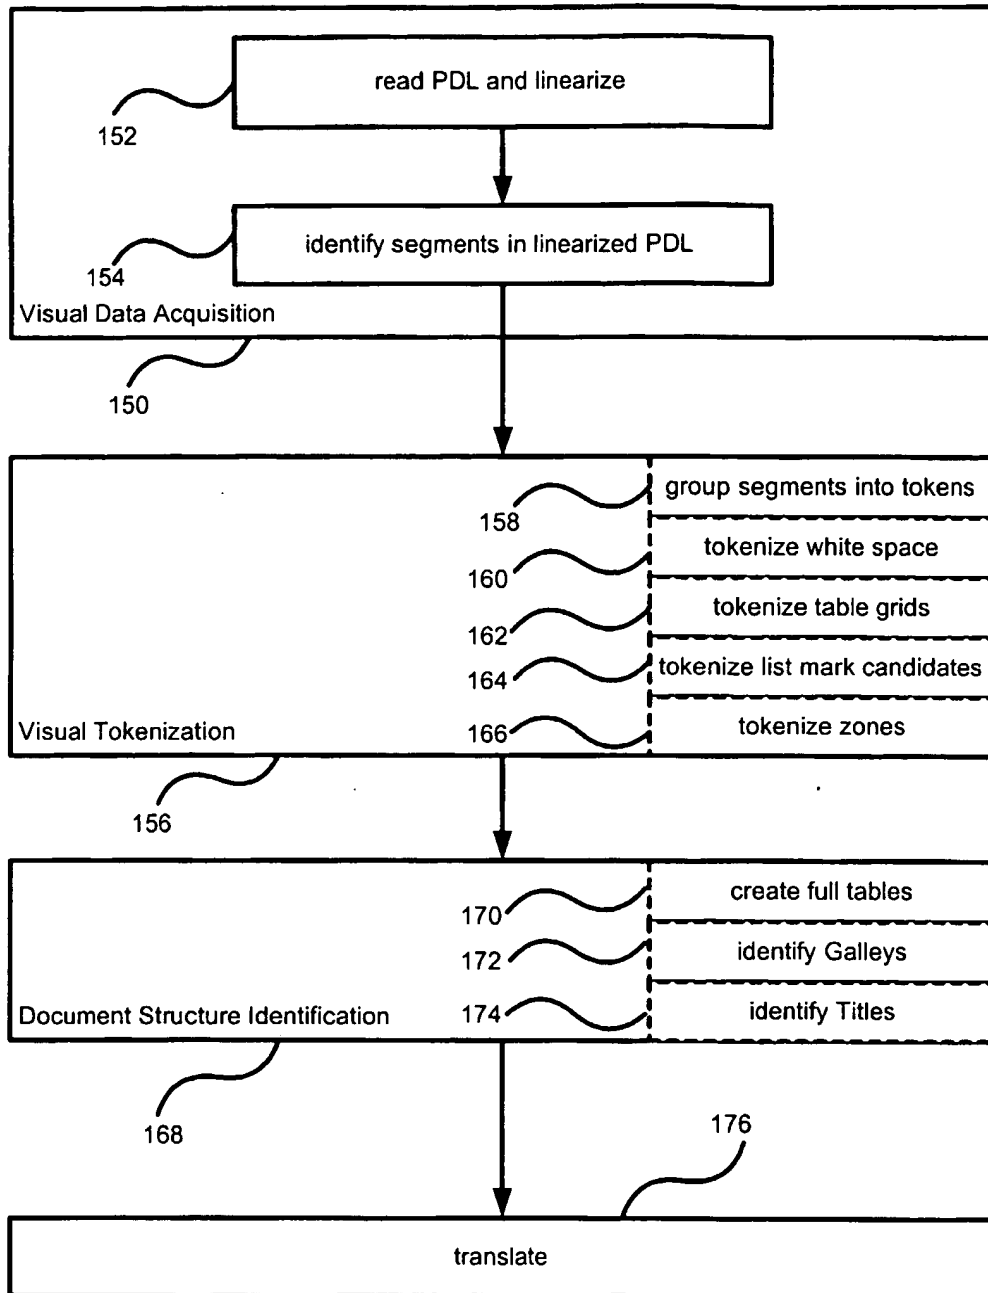 read PDL and linearize
152
identify segments in linearized PDL
154
Visual Data Acquisition
150
group segments into tokens
158
tokenize white space
160
tokenize table grids
162
tokenize list mark candidates
164
tokenize zones
166
Visual Tokenization
156
create full tables
170
identify Galleys
172
identify Titles
174
Document Structure Identification
168
176
translate